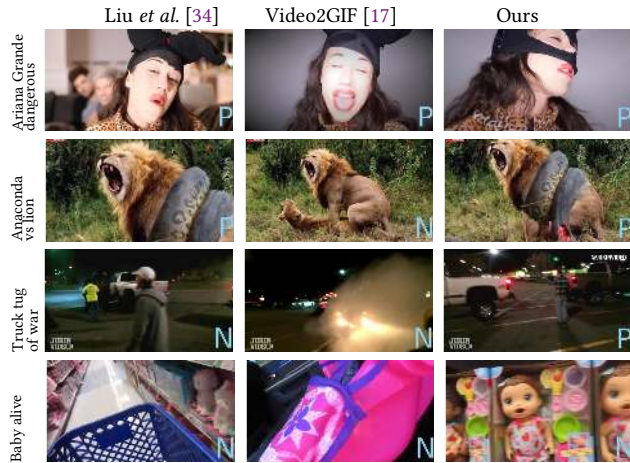 Liu et al. [34] Video2GIF [17] Ours
Ariana Grande
dangerous
P P P
Anaconda
vs lion
P N P
Truck tug
of war
N N P
Baby alive
N N N